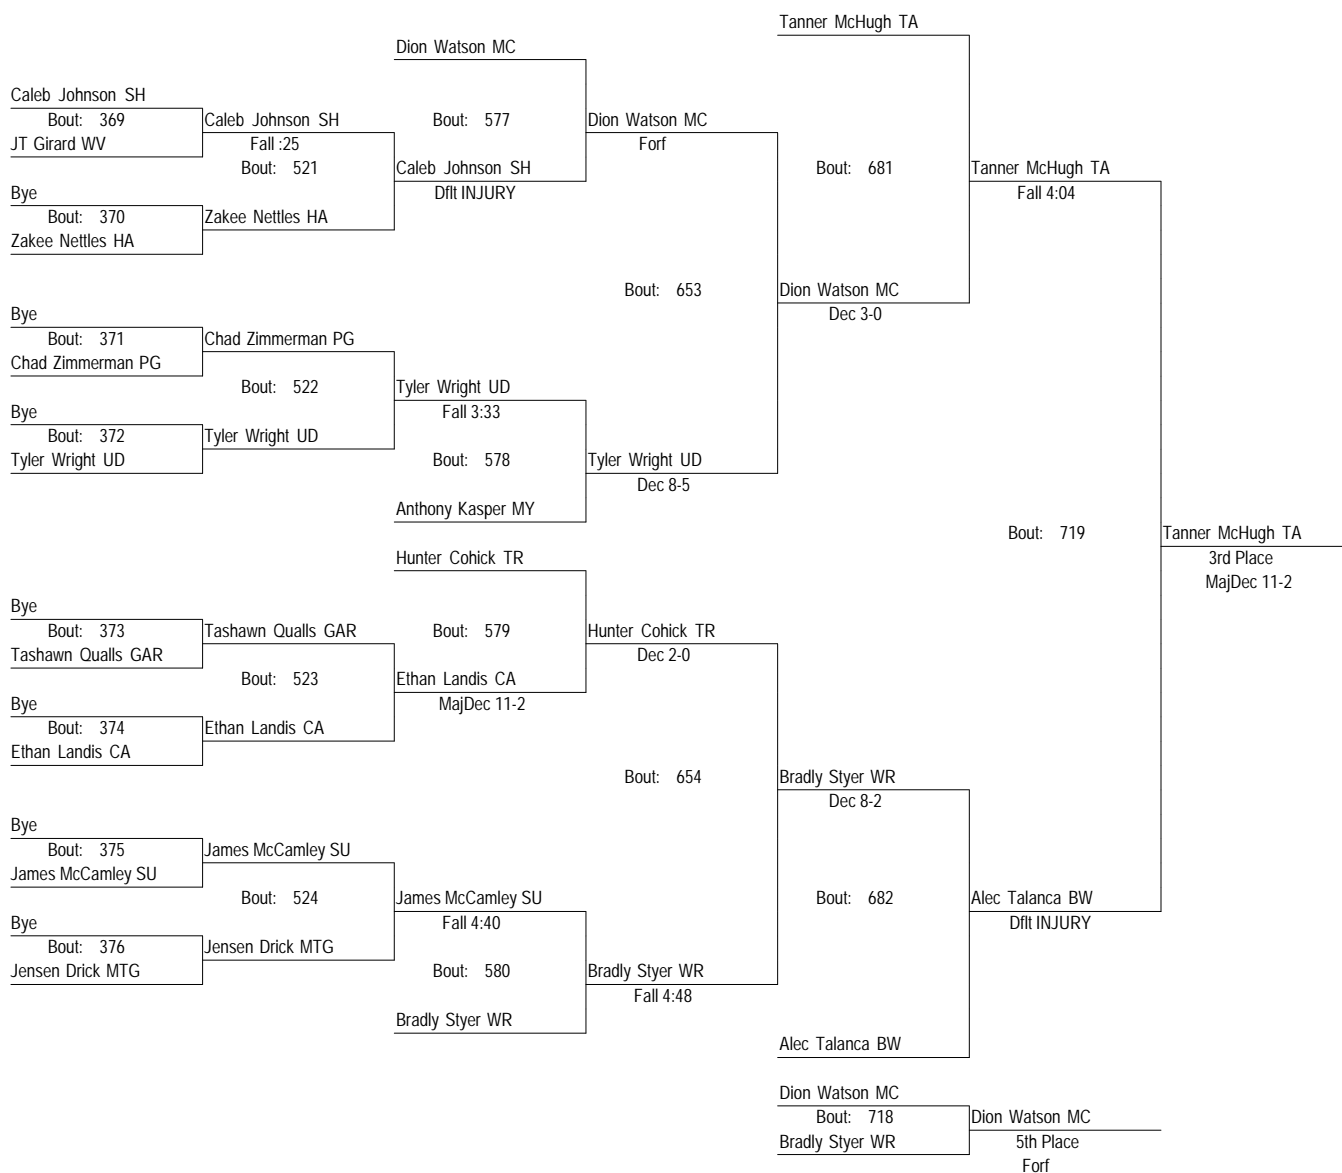 Tanner McHugh TA
Dion Watson MC
Caleb Johnson SH
Bout: 369
Caleb Johnson SH
Bout: 577
Dion Watson MC
JT Girard WV
Fall :25
Forf
Bout: 521
Caleb Johnson SH
Bout: 681
Tanner McHugh TA
Bye
Dflt INJURY
Fall 4:04
Bout: 370
Zakee Nettles HA
Zakee Nettles HA
Bout: 653
Dion Watson MC
Bye
Dec 3-0
Bout: 371
Chad Zimmerman PG
Chad Zimmerman PG
Bout: 522
Tyler Wright UD
Bye
Fall 3:33
Bout: 372
Tyler Wright UD
Tyler Wright UD
Bout: 578
Tyler Wright UD
Dec 8-5
Anthony Kasper MY
Bout: 719
Tanner McHugh TA
Hunter Cohick TR
3rd Place
MajDec 11-2
Bye
Bout: 373
Tashawn Qualls GAR
Bout: 579
Hunter Cohick TR
Tashawn Qualls GAR
Dec 2-0
Bout: 523
Ethan Landis CA
Bye
MajDec 11-2
Bout: 374
Ethan Landis CA
Ethan Landis CA
Bout: 654
Bradly Styer WR
Dec 8-2
Bye
Bout: 375
James McCamley SU
James McCamley SU
Bout: 524
James McCamley SU
Bout: 682
Alec Talanca BW
Bye
Fall 4:40
Dflt INJURY
Bout: 376
Jensen Drick MTG
Jensen Drick MTG
Bout: 580
Bradly Styer WR
Fall 4:48
Bradly Styer WR
Alec Talanca BW
Dion Watson MC
Bout: 718
Dion Watson MC
Bradly Styer WR
5th Place
Forf